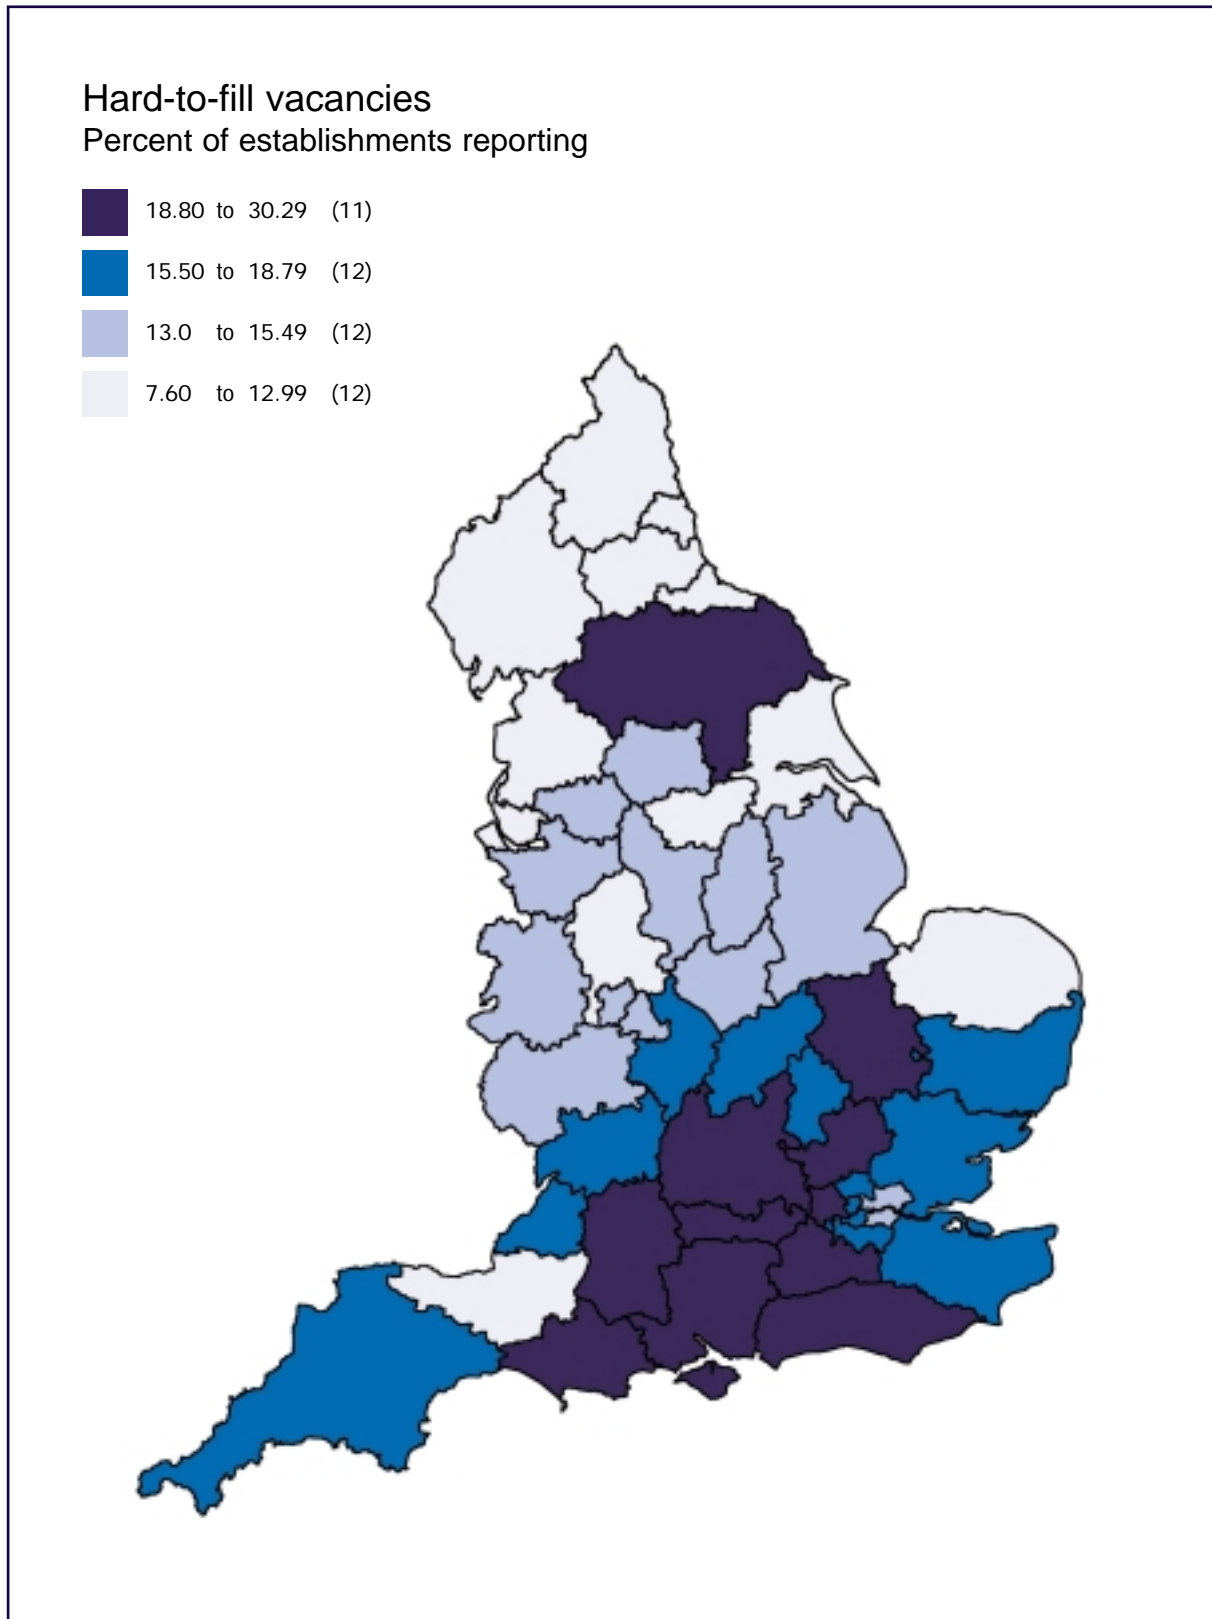 Hard-to-fill vacancies
Percent of establishments reporting
18.80 to 30.29 (11)
15.50 to 18.79 (12)
13.0 to 15.49 (12)
7.60 to 12.99 (12)